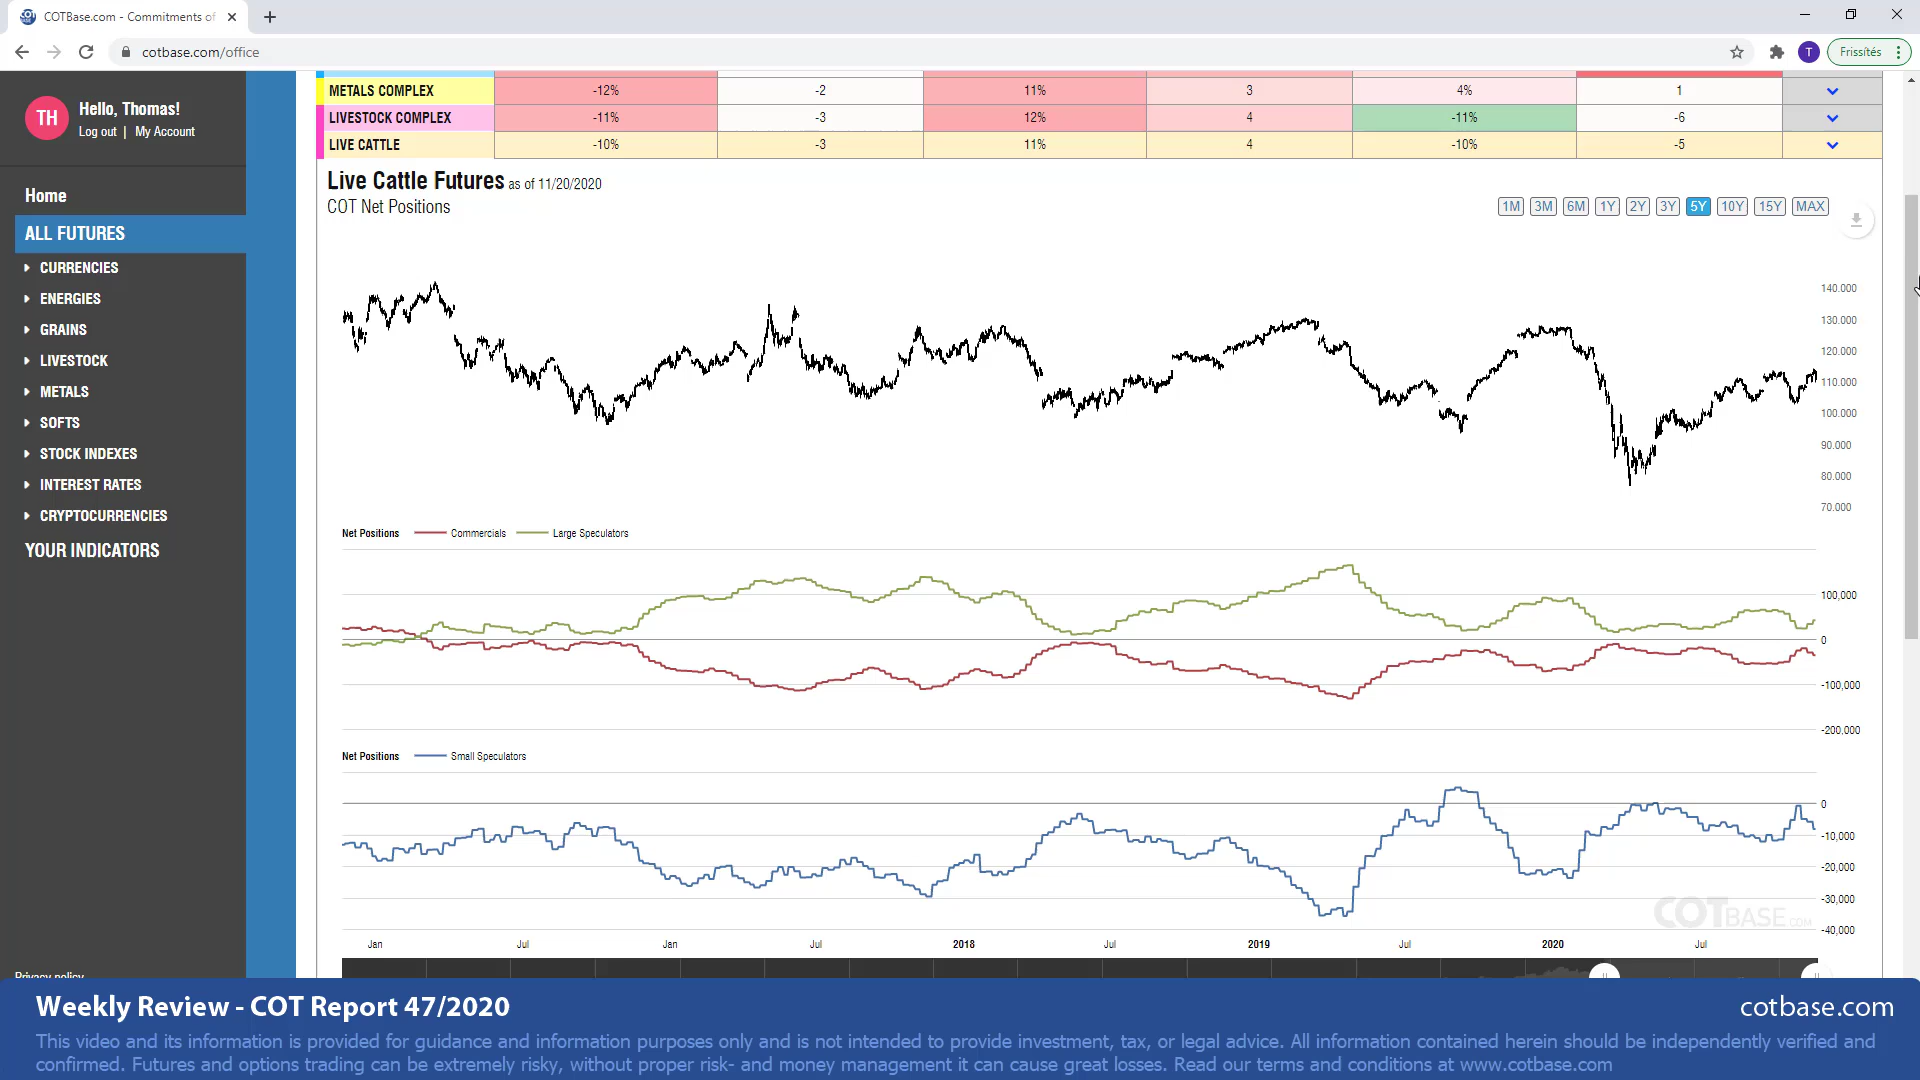 COTBase.com - Commitments of
cotbase.com/office
T
Frissítés
TH
Hello, Thomas!
Log out | My Account
Home
ALL FUTURES
CURRENCIES
ENERGIES
GRAINS
LIVESTOCK
METALS
SOFTS
STOCK INDEXES
INTEREST RATES
CRYPTOCURRENCIES
YOUR INDICATORS
Privacy policy
METALS COMPLEX -12% -2 11% 3 4% 1
LIVESTOCK COMPLEX -11% -3 12% 4 -11% -6
LIVE CATTLE -10% -3 11% 4 -10% -5
Live Cattle Futures as of 11/20/2020
COT Net Positions
1M 3M 6M 1Y 2Y 3Y 5Y 10Y 15Y MAX
140.000
130.000
120.000
110.000
100.000
90.000
80.000
70.000
Net Positions Commercials Large Speculators
100,000
0
-100,000
-200,000
Net Positions Small Speculators
0
-10,000
-20,000
-30,000
-40,000
COTBASE.COM
Jan Jul Jan Jul 2018 Jul 2019 Jul 2020 Jul
Weekly Review - COT Report 47/2020
cotbase.com
This video and its information is provided for guidance and information purposes only and is not intended to provide investment, tax, or legal advice. All information contained herein should be independently verified and
confirmed. Futures and options trading can be extremely risky, without proper risk- and money management it can cause great losses. Read our terms and conditions at www.cotbase.com